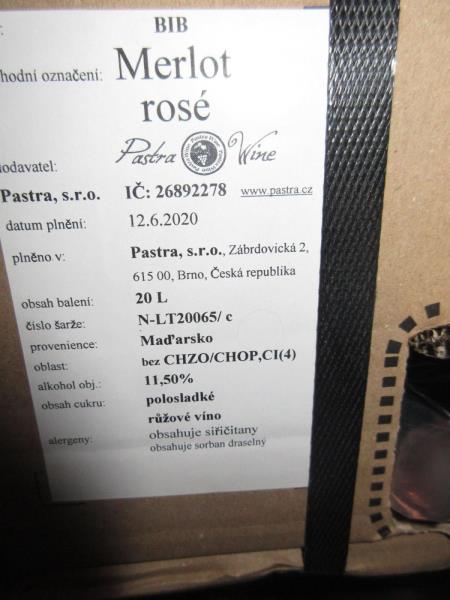 BIB
hodní označení: Merlot
rosé
Pastra Wine
odavatel:
Pastra, s.r.o. IČ: 26892278 www.pastra.cz
datum plnění: 12.6.2020
plněno v: Pastra, s.r.o., Zábrdovická 2,
615 00, Brno, Česká republika
obsah balení: 20 L
číslo šarže: N-LT20065/ c
provenience: Maďarsko
oblast: bez CHZO/CHOP,CI(4)
alkohol obj.: 11,50%
obsah cukru: polosladké
růžové víno
alergeny: obsahuje siřičitany
obsahuje sorban draselný